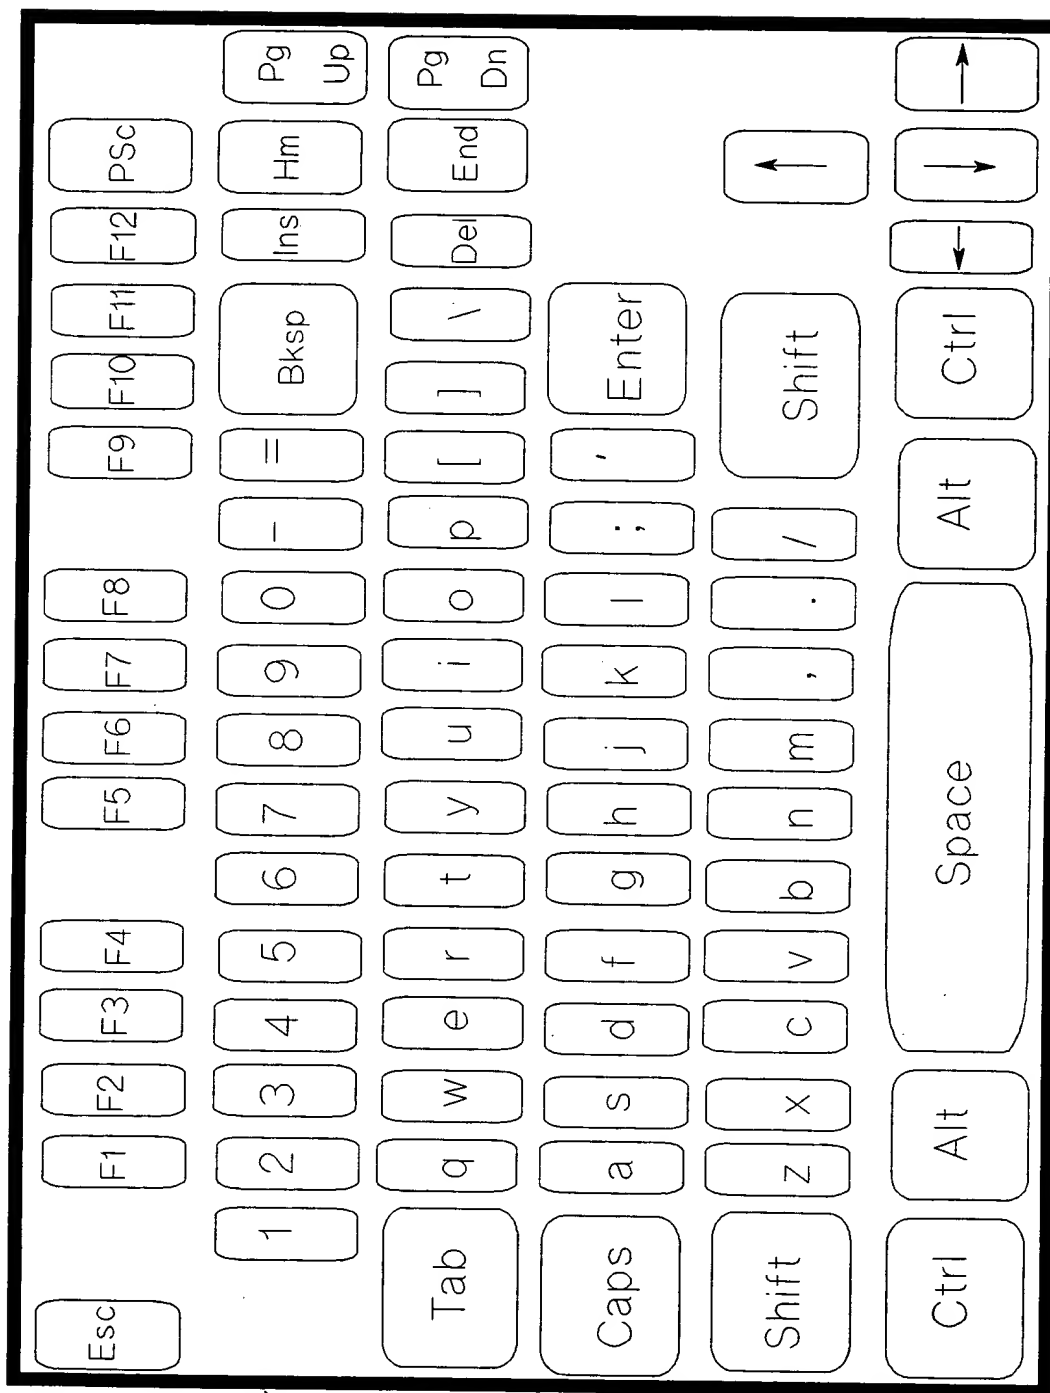 Esc F1 F2 F3 F4 F5 F6 F7 F8 F9 F10 F11 F12 PSc
1 2 3 4 5 6 7 8 9 0 - = Bksp Ins Hm Pg Up
Tab q w e r t y u i o p [ ] \ Del End Pg Dn
Caps a s d f g h j k l ; ' Enter
Shift z x c v b n m , . / Shift ↑
Ctrl Alt Space Alt Ctrl ← ↓ →